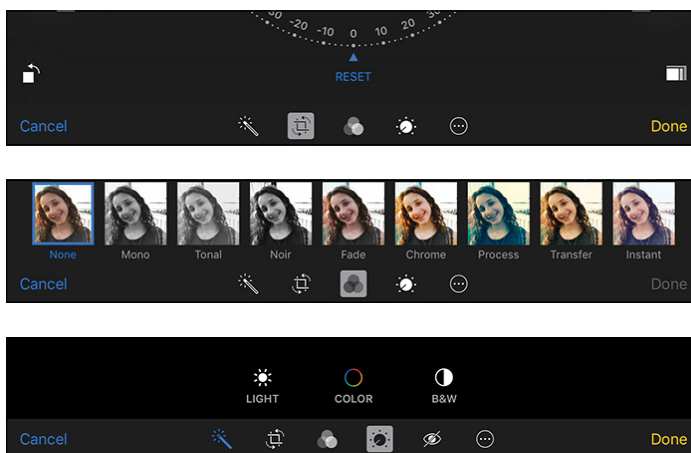 -20 -10 0 10 20
RESET
Cancel Done
None Mono Tonal Noir Fade Chrome Process Transfer Instant
Cancel Done
LIGHT COLOR B&W
Cancel Done